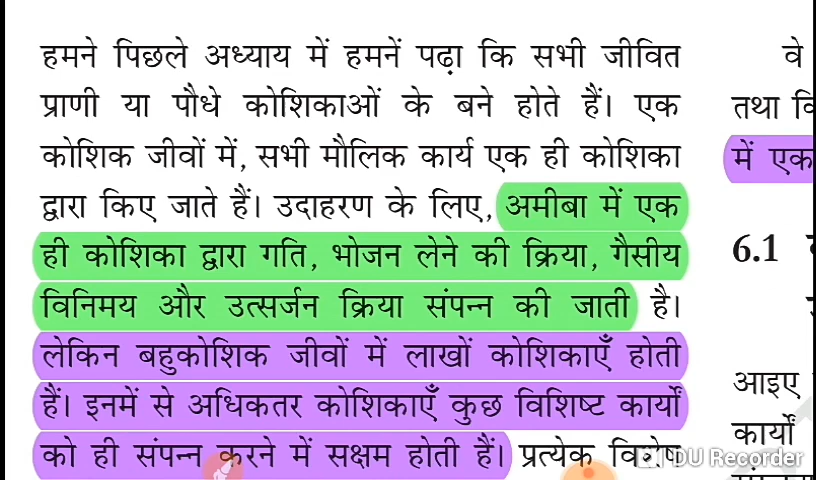 हमने पिछले अध्याय में हमनें पढ़ा कि सभी जीवित
प्राणी या पौधे कोशिकाओं के बने होते हैं। एक
कोशिक जीवों में, सभी मौलिक कार्य एक ही कोशिका
द्वारा किए जाते हैं। उदाहरण के लिए, अमीबा में एक
ही कोशिका द्वारा गति, भोजन लेने की क्रिया, गैसीय
विनिमय और उत्सर्जन क्रिया संपन्न की जाती है।
लेकिन बहुकोशिक जीवों में लाखों कोशिकाएँ होती
हैं। इनमें से अधिकतर कोशिकाएँ कुछ विशिष्ट कार्यों
को ही संपन्न करने में सक्षम होती हैं। प्रत्येक विशेष
वे
तथा
में एक
6.1
आइए
कार्यों
DU Recorder